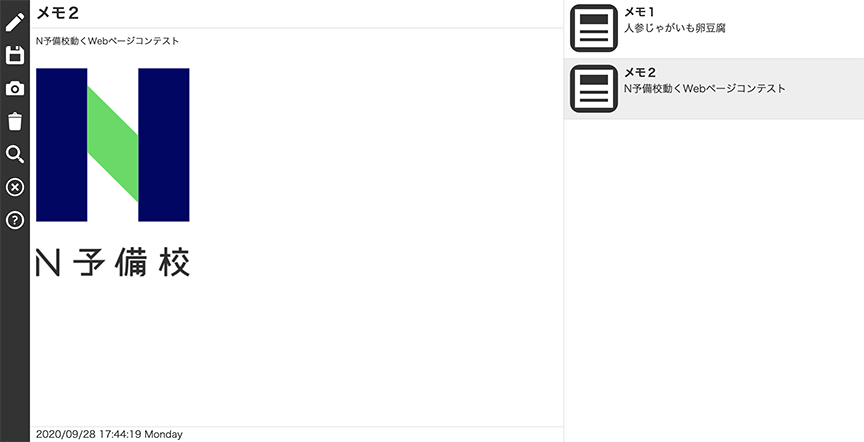 メモ２
N予備校動くWebページコンテスト
N予備校
2020/09/28 17:44:19 Monday
メモ１
人参じゃがいも卵豆腐
メモ２
N予備校動くWebページコンテスト